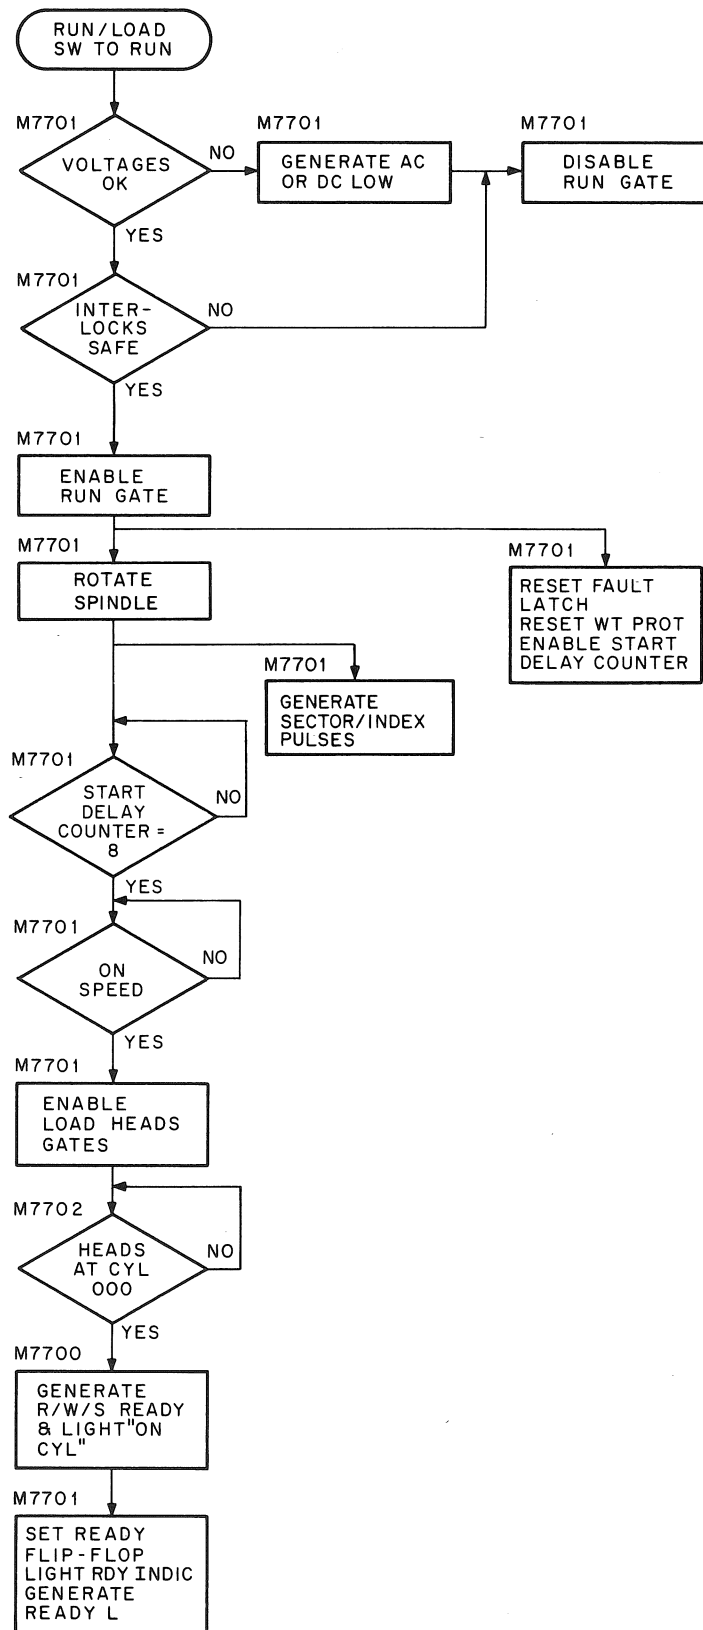 RUN/LOAD
SW TO RUN
M7701
VOLTAGES
OK
NO
YES
M7701
GENERATE AC
OR DC LOW
M7701
DISABLE
RUN GATE
M7701
INTER-
LOCKS
SAFE
NO
YES
M7701
ENABLE
RUN GATE
M7701
ROTATE
SPINDLE
M7701
RESET FAULT
LATCH
RESET WT PROT
ENABLE START
DELAY COUNTER
M7701
GENERATE
SECTOR/INDEX
PULSES
M7701
START
DELAY
COUNTER =
8
NO
YES
M7701
ON
SPEED
NO
YES
M7701
ENABLE
LOAD HEADS
GATES
M7702
HEADS
AT CYL
000
NO
YES
M7700
GENERATE
R/W/S READY
& LIGHT "ON
CYL"
M7701
SET READY
FLIP-FLOP
LIGHT RDY INDIC
GENERATE
READY L